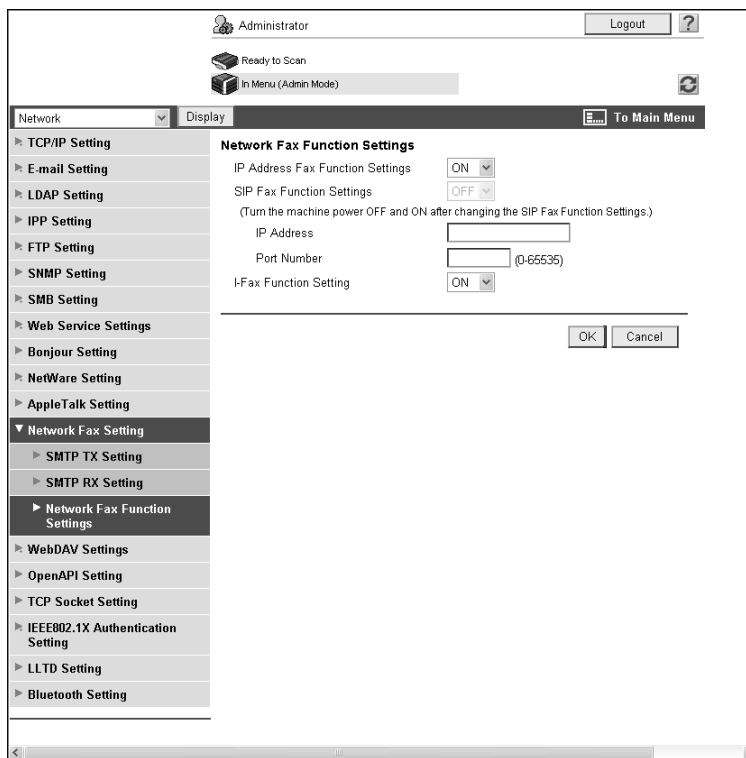 Administrator
Logout
?
Ready to Scan
In Menu (Admin Mode)
Network
Display
To Main Menu
TCP/IP Setting
E-mail Setting
LDAP Setting
IPP Setting
FTP Setting
SNMP Setting
SMB Setting
Web Service Settings
Bonjour Setting
NetWare Setting
AppleTalk Setting
Network Fax Setting
SMTP TX Setting
SMTP RX Setting
Network Fax Function
Settings
WebDAV Settings
OpenAPI Setting
TCP Socket Setting
IEEE802.1X Authentication
Setting
LLTD Setting
Bluetooth Setting
Network Fax Function Settings
IP Address Fax Function Settings ON
SIP Fax Function Settings OFF
(Turn the machine power OFF and ON after changing the SIP Fax Function Settings.)
IP Address
Port Number (0-65535)
I-Fax Function Setting ON
OK Cancel